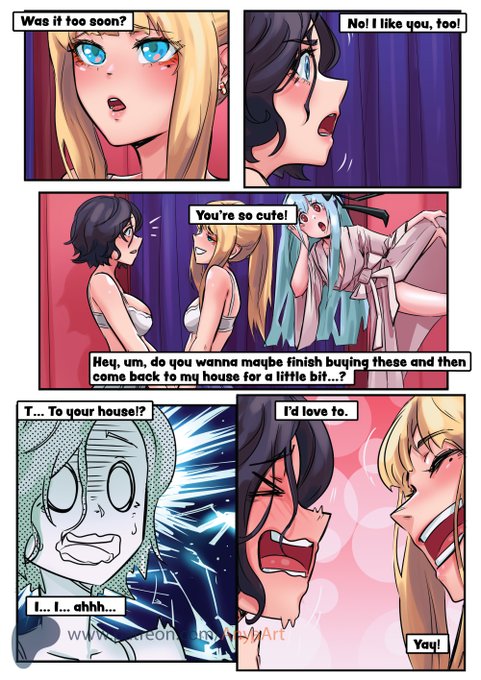 Was it too soon?
No! I like you, too!
You're so cute!
Hey, um, do you wanna maybe finish buying these and then
come back to my house for a little bit...?
T... To your house!?
I'd love to.
I... I... ahhh...
Yay!